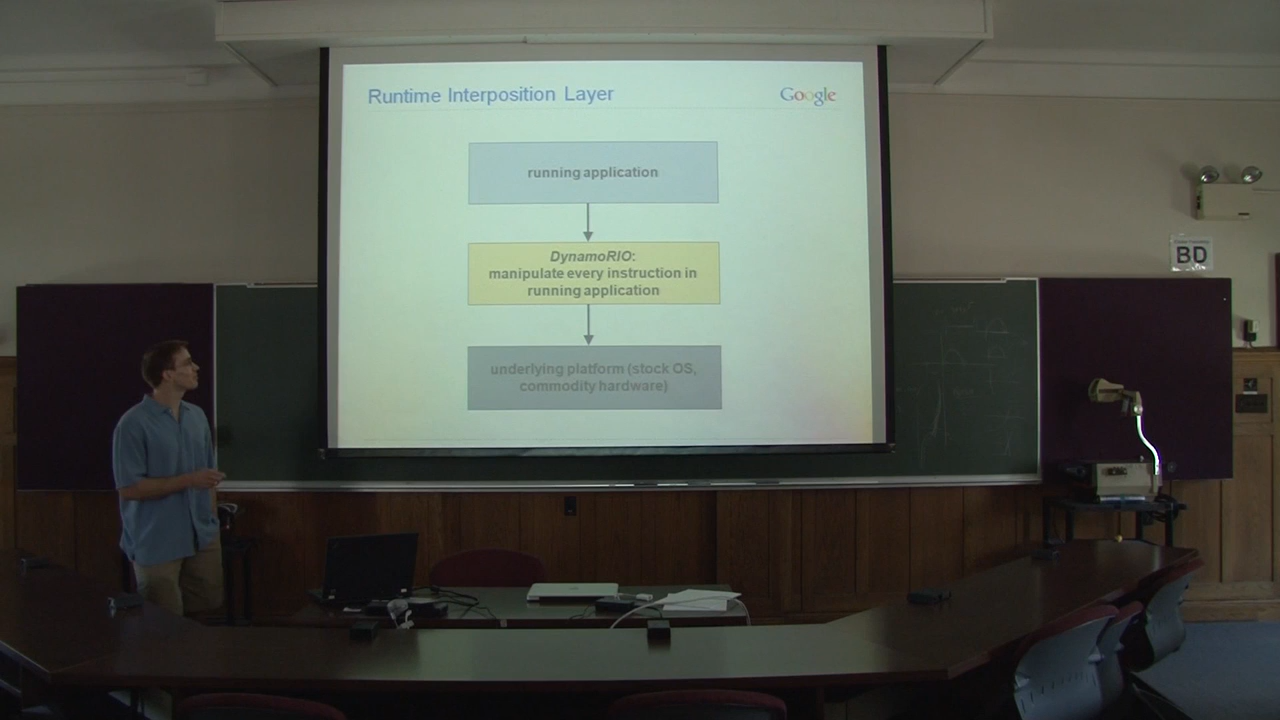 Runtime Interposition Layer
Google
running application
DynamoRIO:
manipulate every instruction in
running application
underlying platform (stock OS,
commodity hardware)
BD